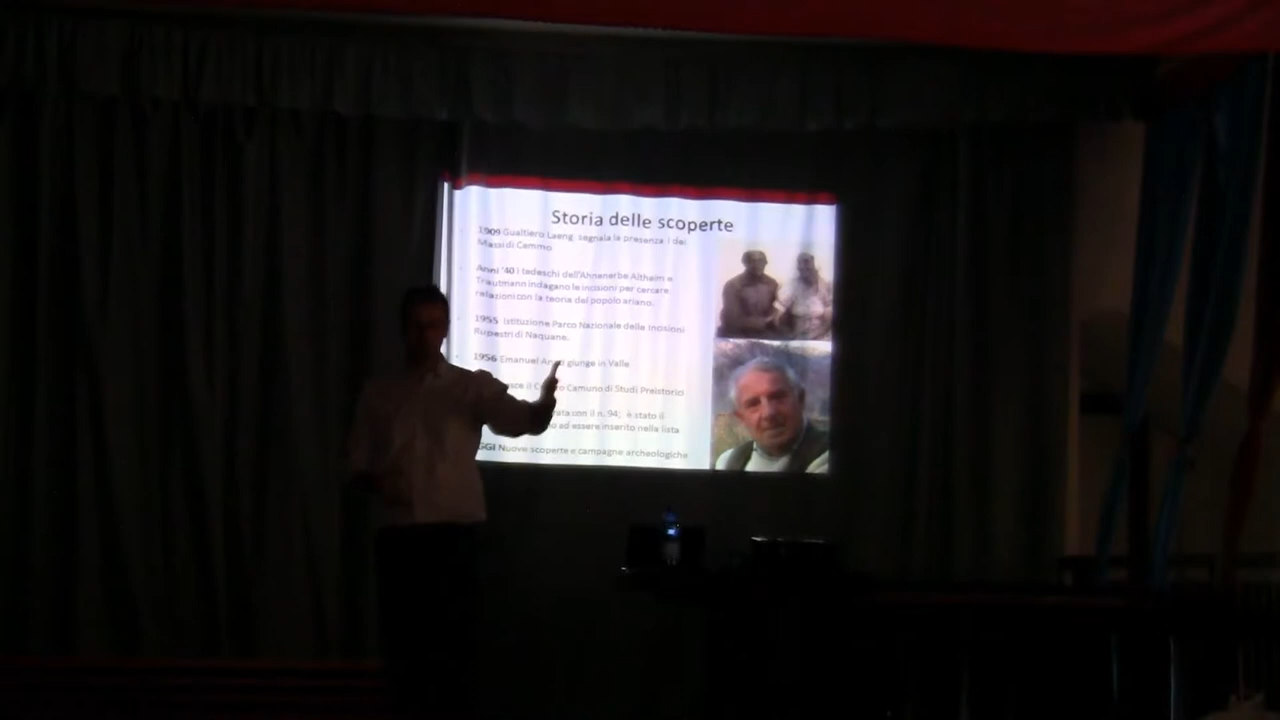 Storia delle scoperte
1909 Gualtiero Laeng segnala la presenza i dei
Massi di Cemmo
Anni '40 i tedeschi dell'Ahnenerbe Altheim e
Trautmann indagano le incisioni per cercare
relazioni con la teoria del popolo ariano.
1955 Istituzione Parco Nazionale delle Incisioni
Rupestri di Naquane.
1956 Emanuel giunge in Valle
il Camuno di Studi Preistorici
con il n. 94; è stato il
ad essere inserito nella lista
Nuove scoperte e campagne archeologiche